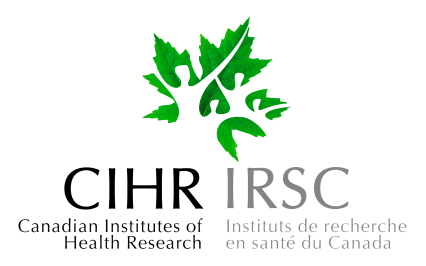 CIHR IRSC
Canadian Institutes of Health Research
Instituts de recherche en santé du Canada